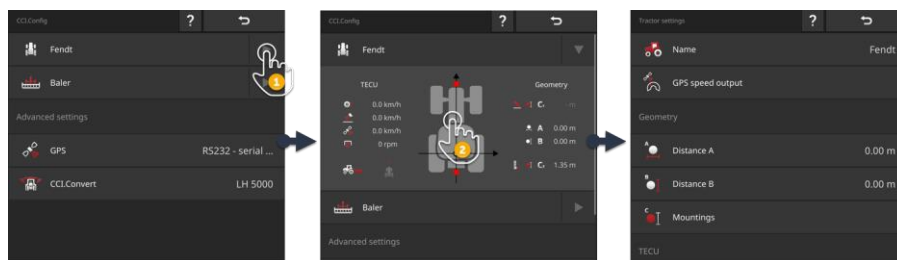 CCI.Config ?
Fendt
Baler
1
Advanced settings
GPS RS232 - serial ...
CCI.Convert LH 5000
CCI.Config ?
Fendt
TECU Geometry
0.0 km/h C
0.0 km/h A 0.00 m
0.0 km/h B 0.00 m
0 rpm
2
C 1.35 m
Baler
Advanced settings
Tractor settings ?
Name Fendt
GPS speed output
Geometry
A Distance A 0.00 m
B Distance B 0.00 m
C Mountings
TECU